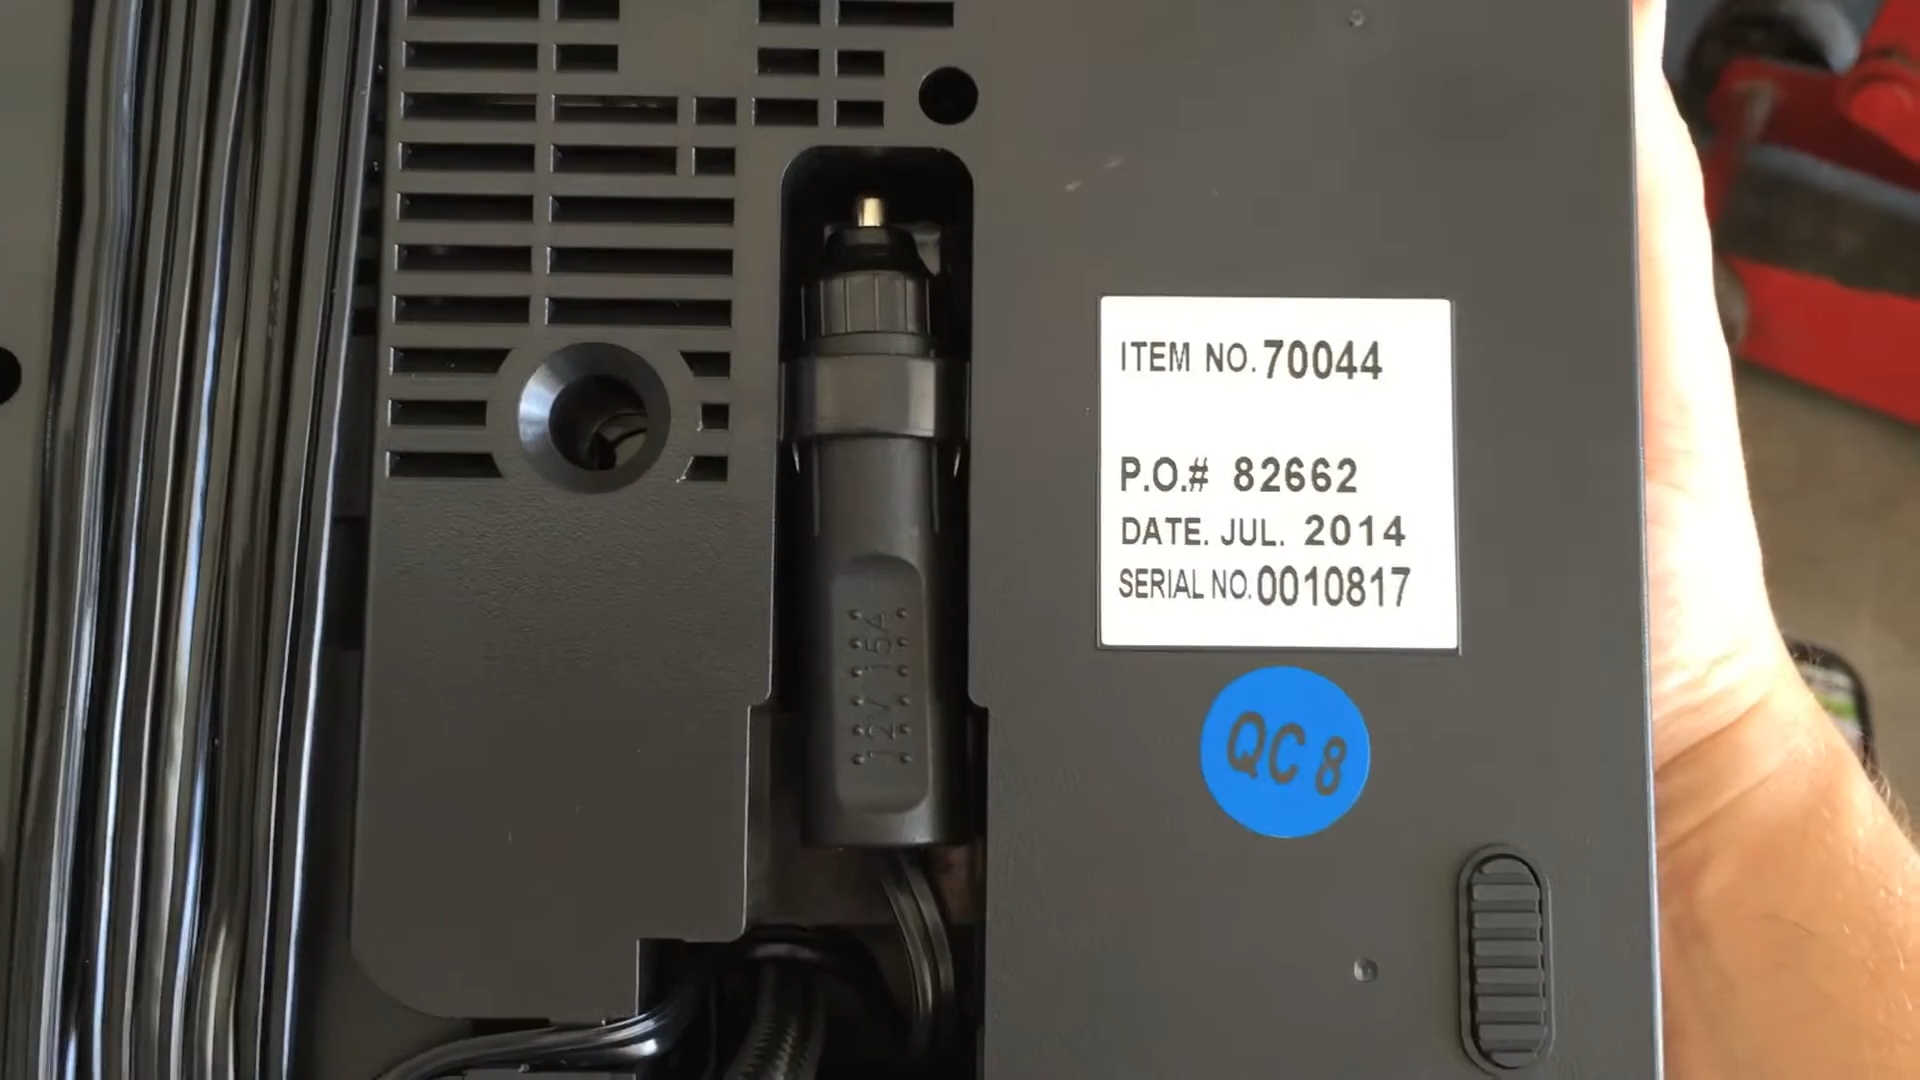 ITEM NO. 70044
P.O.# 82662
DATE. JUL. 2014
SERIAL NO. 0010817
QC 8
12V 15A